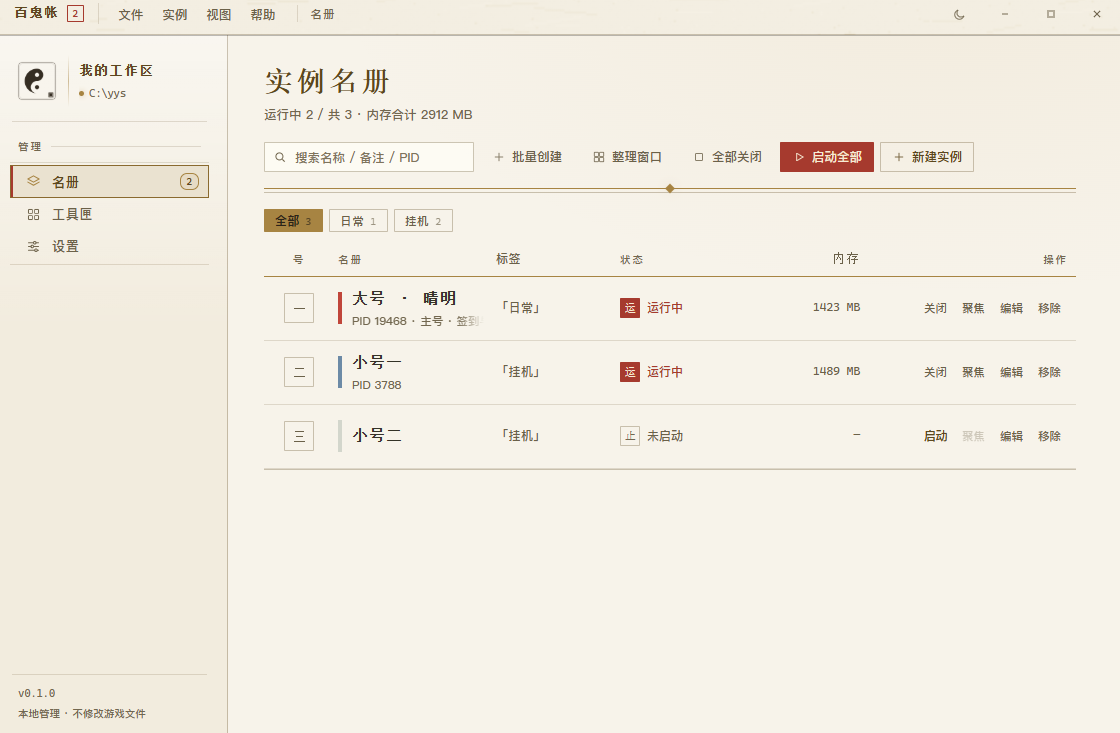 百鬼帐 2 文件 实例 视图 帮助 名册
我的工作区
C:\yys
管理
名册 2
工具匣
设置
v0.1.0
本地管理 · 不修改游戏文件
实例名册
运行中 2 / 共 3 · 内存合计 2912 MB
搜索名称 / 备注 / PID 批量创建 整理窗口 全部关闭 启动全部 新建实例
全部 3 日常 1 挂机 2
号 名册 标签 状态 内存 操作
一 大号 · 晴明 「日常」 运 运行中 1423 MB 关闭 聚焦 编辑 移除
PID 19468 · 主号 · 签到
二 小号一 「挂机」 运 运行中 1489 MB 关闭 聚焦 编辑 移除
PID 3788
三 小号二 「挂机」 止 未启动 — 启动 聚焦 编辑 移除